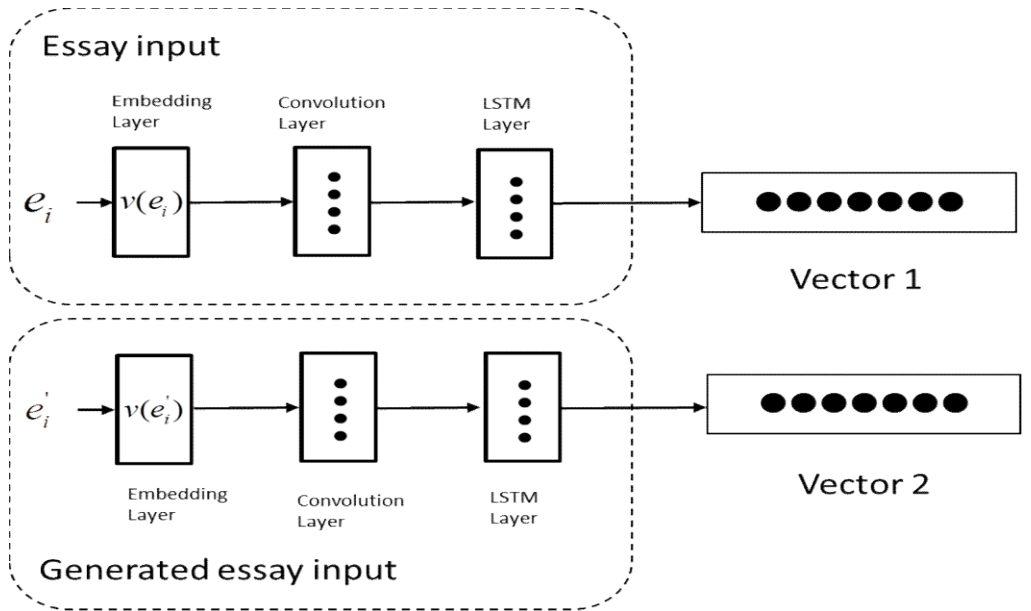 Essay input
Embedding
Layer
Convolution
Layer
LSTM
Layer
e_i
v(e_i)
Vector 1
e'_i
v(e'_i)
Embedding
Layer
Convolution
Layer
LSTM
Layer
Vector 2
Generated essay input